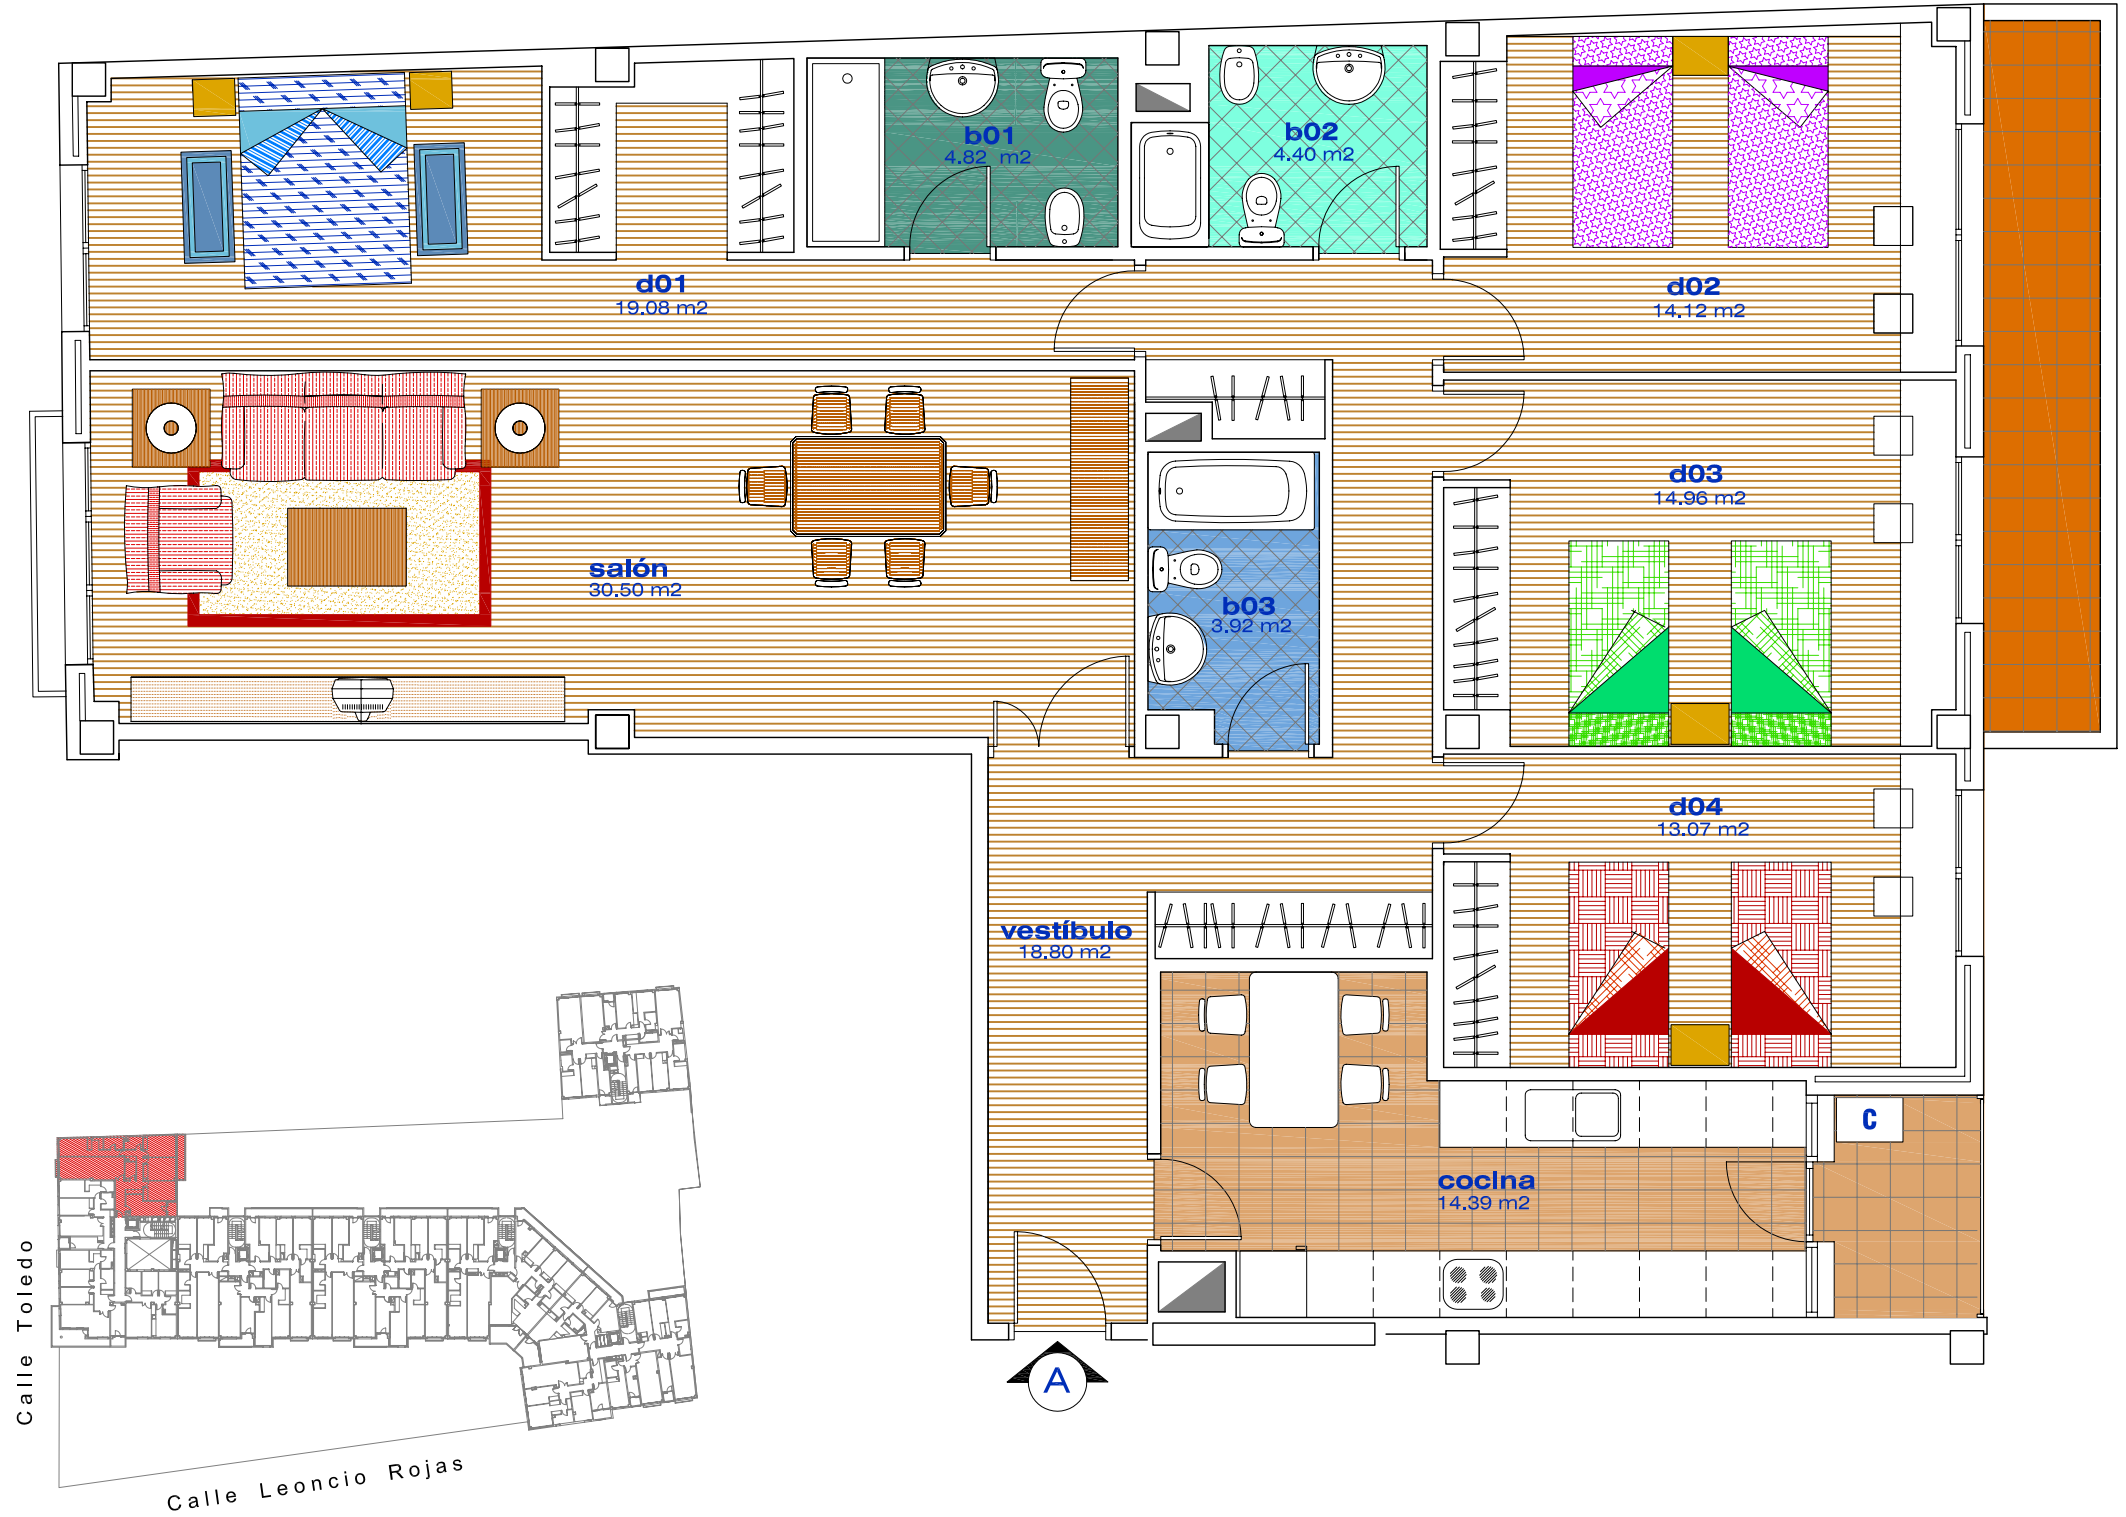 b01
4.82 m2
b02
4.40 m2
d01
19.08 m2
d02
14.12 m2
d03
14.96 m2
salón
30.50 m2
b03
3.92 m2
d04
13.07 m2
vestíbulo
18.80 m2
C
cocina
14.39 m2
A
Calle Toledo
Calle Leoncio Rojas